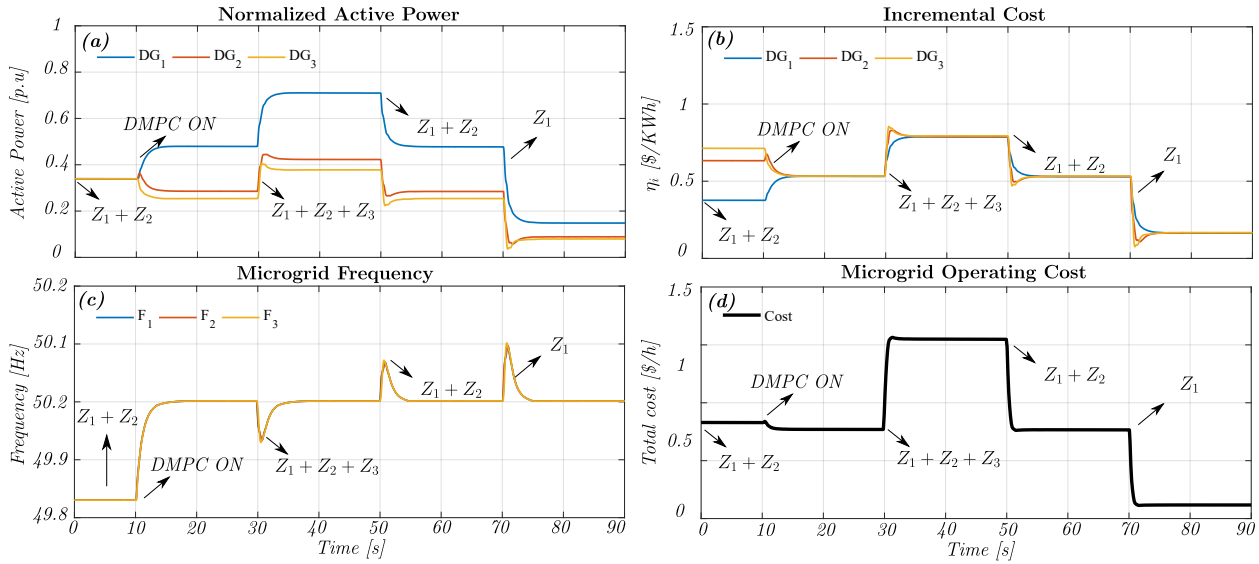 Normalized Active Power
(a)
DG1 DG2 DG3
Active Power [p.u]
1
0.8
0.6
0.4
0.2
0
DMPC ON
Z1 + Z2
Z1 + Z2 + Z3
Z1 + Z2
Z1
Incremental Cost
(b)
DG1 DG2 DG3
ηi [$/KWh]
1.5
1
0.5
0
DMPC ON
Z1 + Z2
Z1 + Z2 + Z3
Z1 + Z2
Z1
Microgrid Frequency
(c)
F1 F2 F3
Frequency [Hz]
50.2
50.1
50.2
49.9
49.8
Z1 + Z2
DMPC ON
Z1 + Z2 + Z3
Z1 + Z2
Z1
0 10 20 30 40 50 60 70 80 90
Time [s]
Microgrid Operating Cost
(d)
Cost
Total cost [$/h]
1.5
1
0.5
0
DMPC ON
Z1 + Z2
Z1 + Z2 + Z3
Z1 + Z2
Z1
0 10 20 30 40 50 60 70 80 90
Time [s]